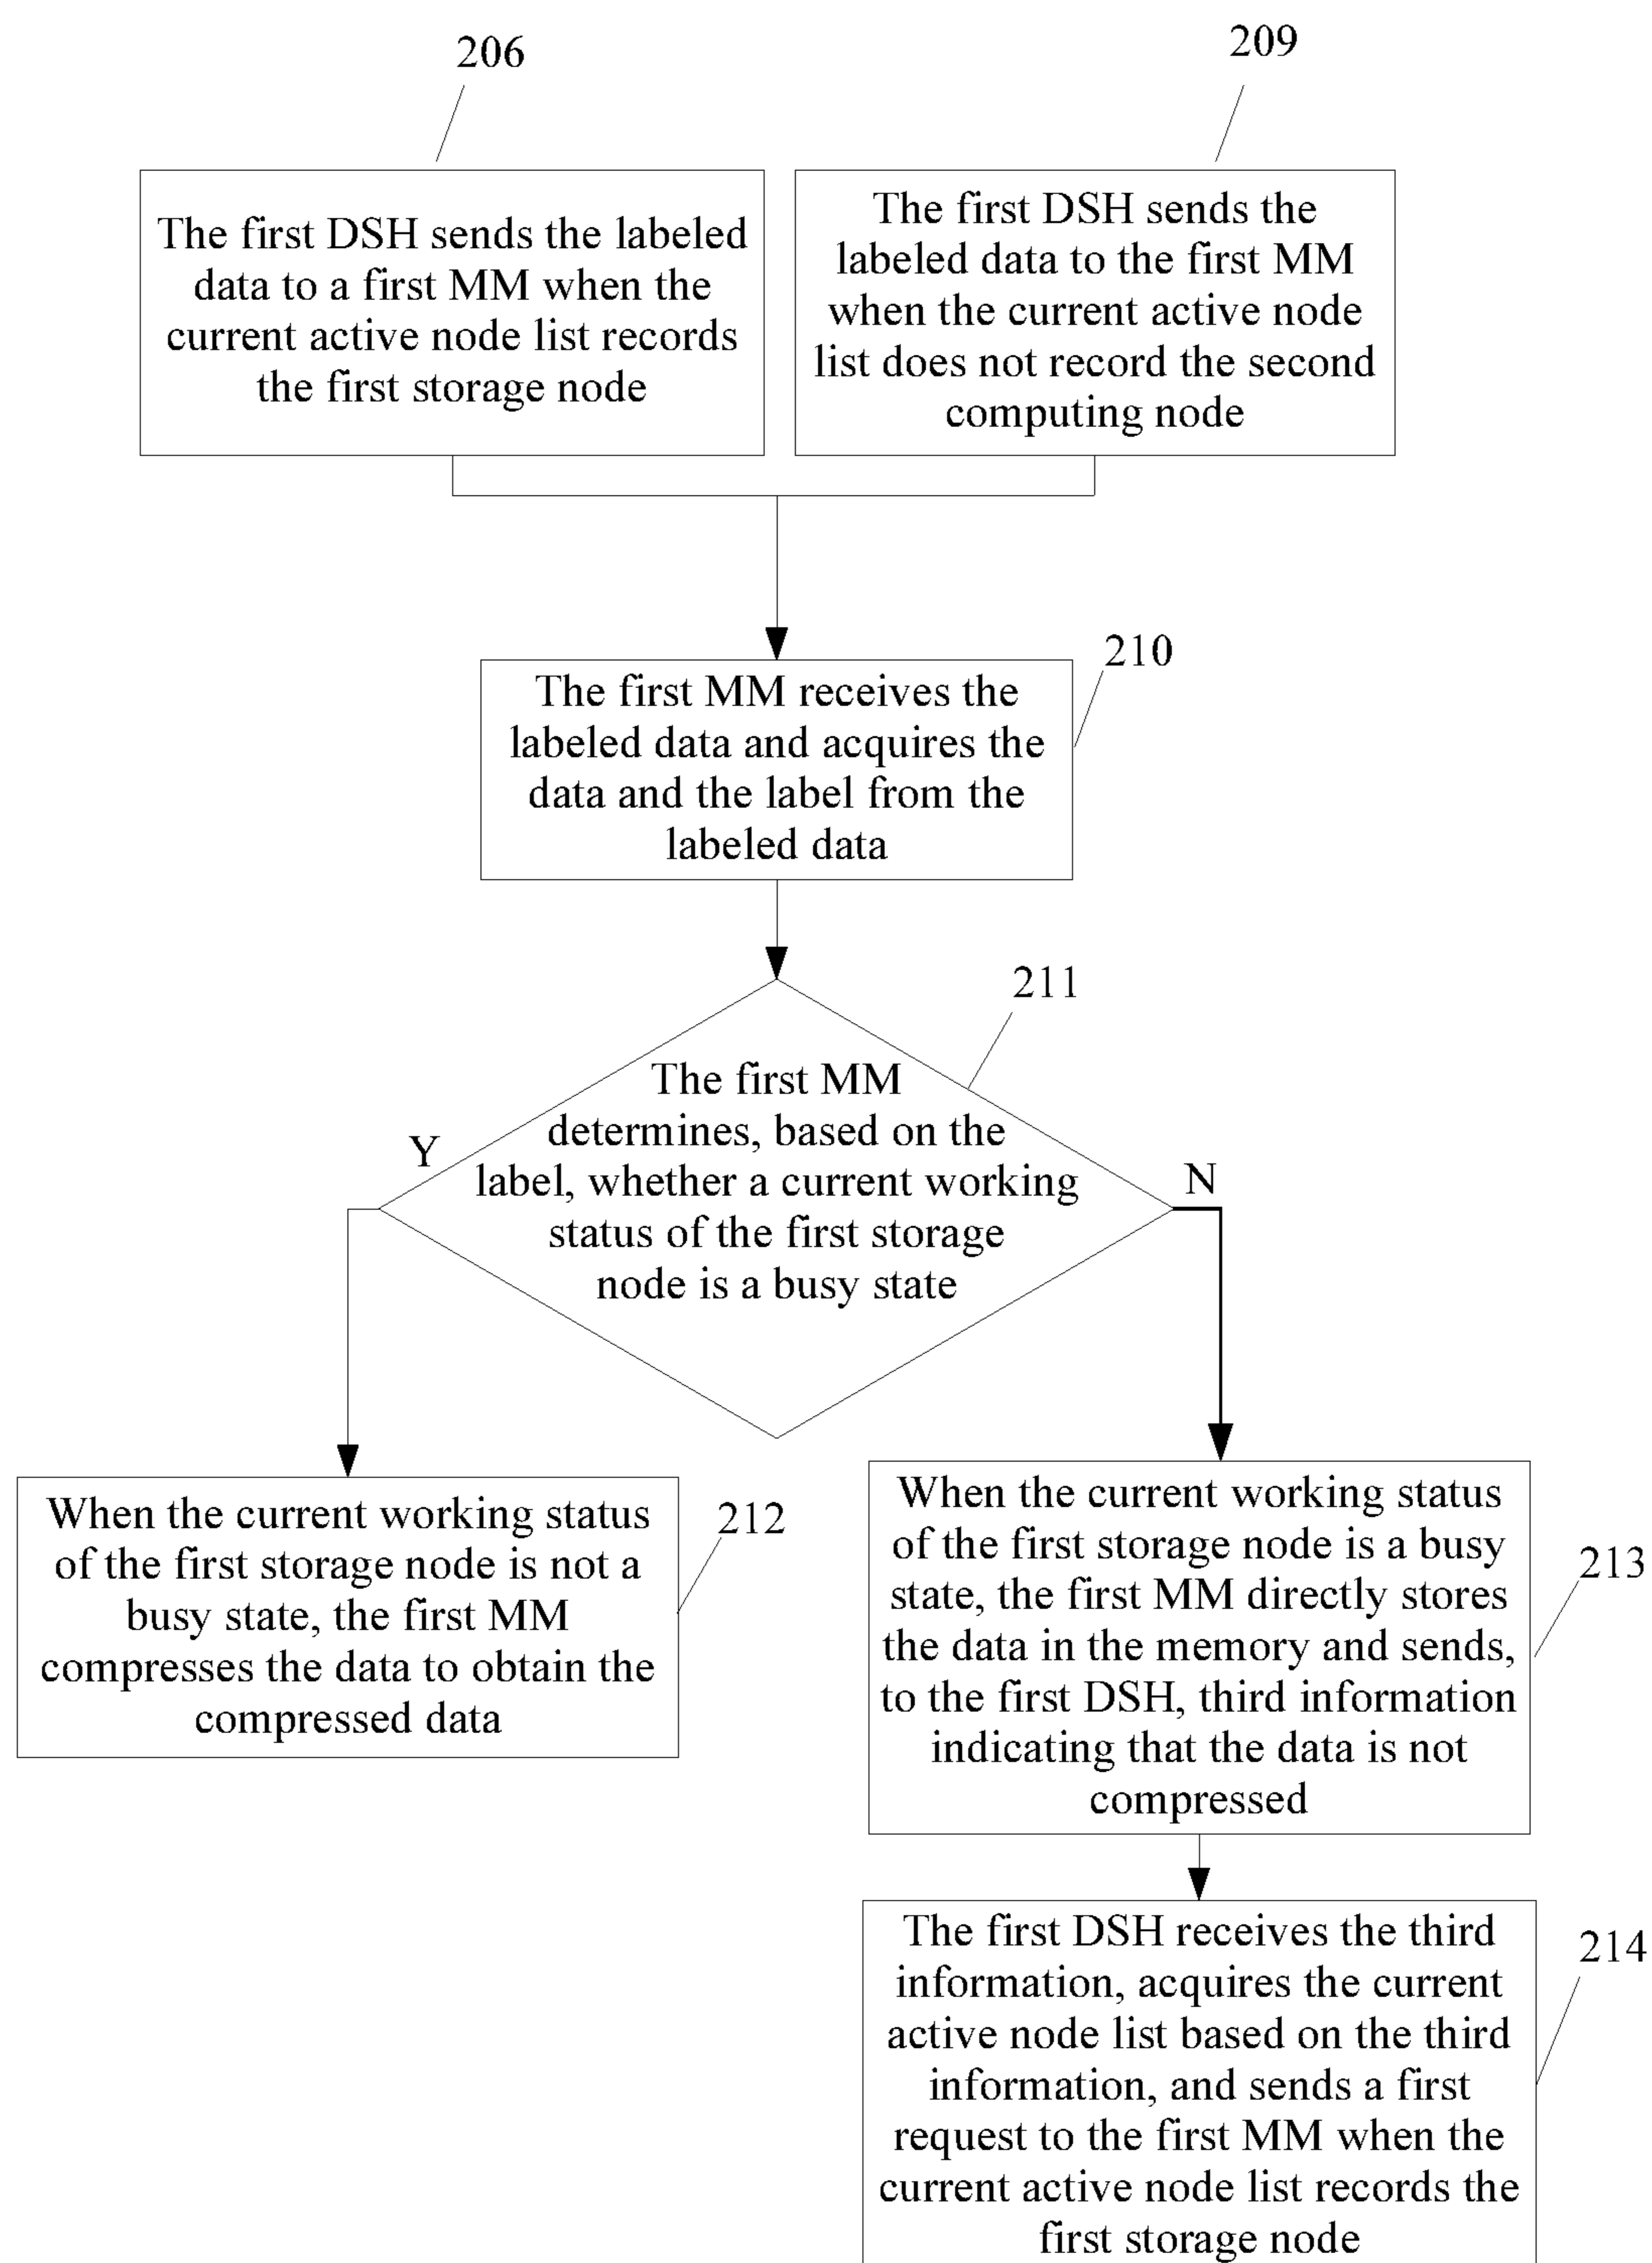 206
209
The first DSH sends the labeled
data to a first MM when the
current active node list records
the first storage node
The first DSH sends the
labeled data to the first MM
when the current active node
list does not record the second
computing node
210
The first MM receives the
labeled data and acquires the
data and the label from the
labeled data
211
The first MM
determines, based on the
label, whether a current working
status of the first storage
node is a busy state
Y
N
212
When the current working status
of the first storage node is not a
busy state, the first MM
compresses the data to obtain the
compressed data
213
When the current working status
of the first storage node is a busy
state, the first MM directly stores
the data in the memory and sends,
to the first DSH, third information
indicating that the data is not
compressed
214
The first DSH receives the third
information, acquires the current
active node list based on the third
information, and sends a first
request to the first MM when the
current active node list records the
first storage node